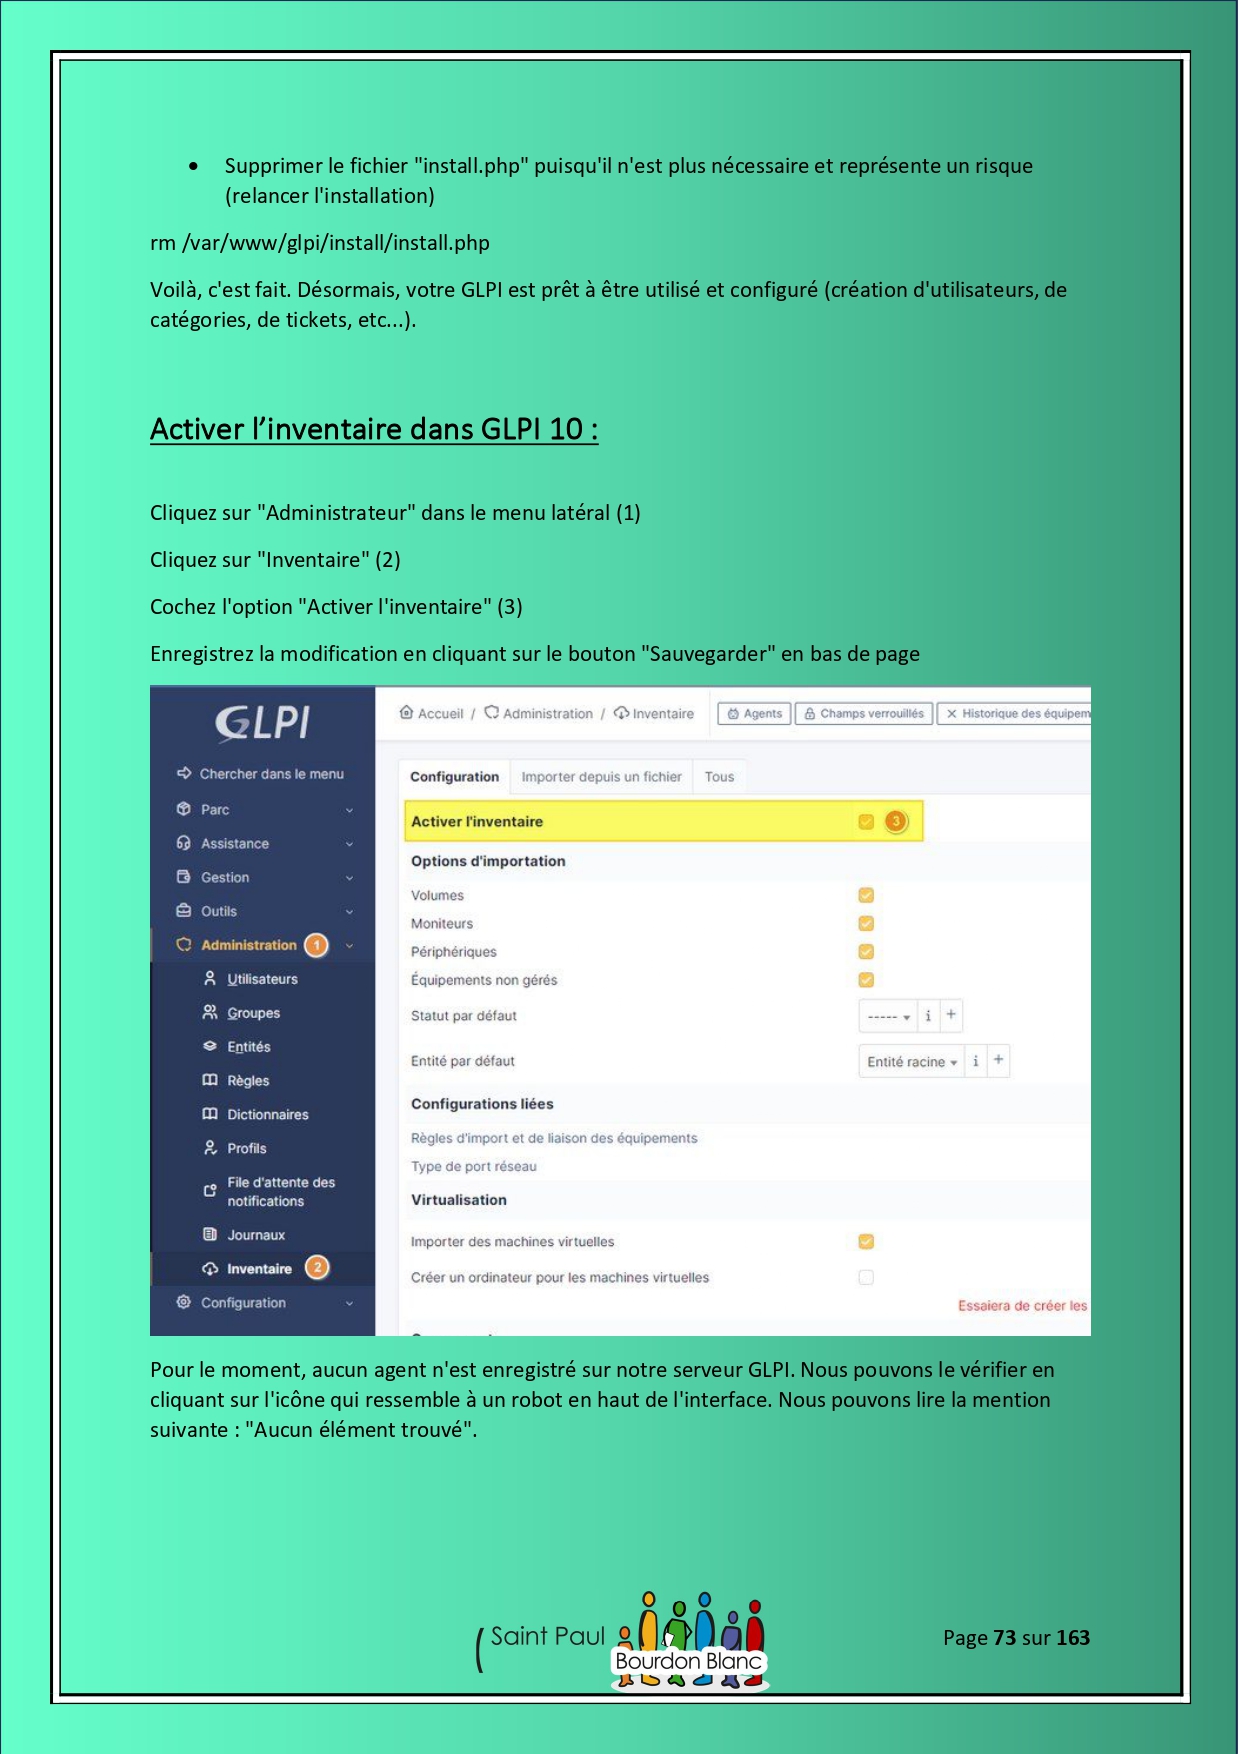 • Supprimer le fichier "install.php" puisqu'il n'est plus nécessaire et représente un risque
(relancer l'installation)
rm /var/www/glpi/install/install.php
Voilà, c'est fait. Désormais, votre GLPI est prêt à être utilisé et configuré (création d'utilisateurs, de
catégories, de tickets, etc...).
Activer l’inventaire dans GLPI 10 :
Cliquez sur "Administrateur" dans le menu latéral (1)
Cliquez sur "Inventaire" (2)
Cochez l'option "Activer l'inventaire" (3)
Enregistrez la modification en cliquant sur le bouton "Sauvegarder" en bas de page
GLPI
Chercher dans le menu
Parc
Assistance
Gestion
Outils
Administration 1
Utilisateurs
Groupes
Entités
Règles
Dictionnaires
Profils
File d'attente des
notifications
Journaux
Inventaire 2
Configuration
Accueil / Administration / Inventaire Agents Champs verrouillés Historique des équipem
Configuration Importer depuis un fichier Tous
Activer l'inventaire 3
Options d'importation
Volumes
Moniteurs
Périphériques
Équipements non gérés
Statut par défaut ----- i +
Entité par défaut Entité racine i +
Configurations liées
Règles d'import et de liaison des équipements
Type de port réseau
Virtualisation
Importer des machines virtuelles
Créer un ordinateur pour les machines virtuelles
Essaiera de créer les
Pour le moment, aucun agent n'est enregistré sur notre serveur GLPI. Nous pouvons le vérifier en
cliquant sur l'icône qui ressemble à un robot en haut de l'interface. Nous pouvons lire la mention
suivante : "Aucun élément trouvé".
Saint Paul
Bourdon Blanc
Page 73 sur 163